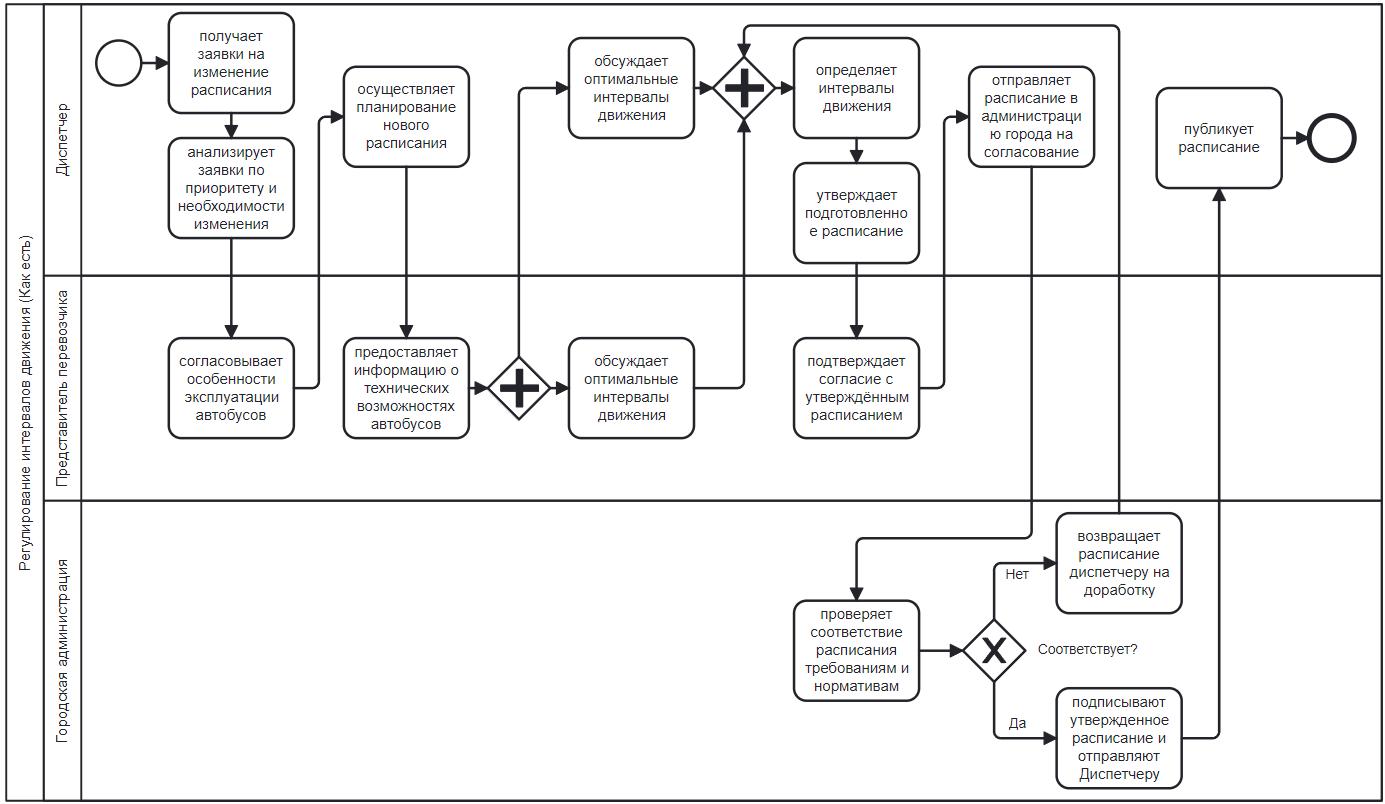 Регулирование интервалов движения (Как есть)
Диспетчер
получает
заявки на
изменение
расписания
анализирует
заявки по
приоритету и
необходимости
изменения
осуществляет
планирование
нового
расписания
обсуждает
оптимальные
интервалы
движения
определяет
интервалы
движения
утверждает
подготовленно
е расписание
отправляет
расписание в
администраци
ю города на
согласование
публикует
расписание
Представитель перевозчика
согласовывает
особенности
эксплуатации
автобусов
предоставляет
информацию о
технических
возможностях
автобусов
обсуждает
оптимальные
интервалы
движения
подтверждает
согласие с
утверждённым
расписанием
Городская администрация
проверяет
соответствие
расписания
требованиям и
нормативам
Соответствует?
Нет
возвращает
расписание
диспетчеру на
доработку
Да
подписывают
утвержденное
расписание и
отправляют
Диспетчеру